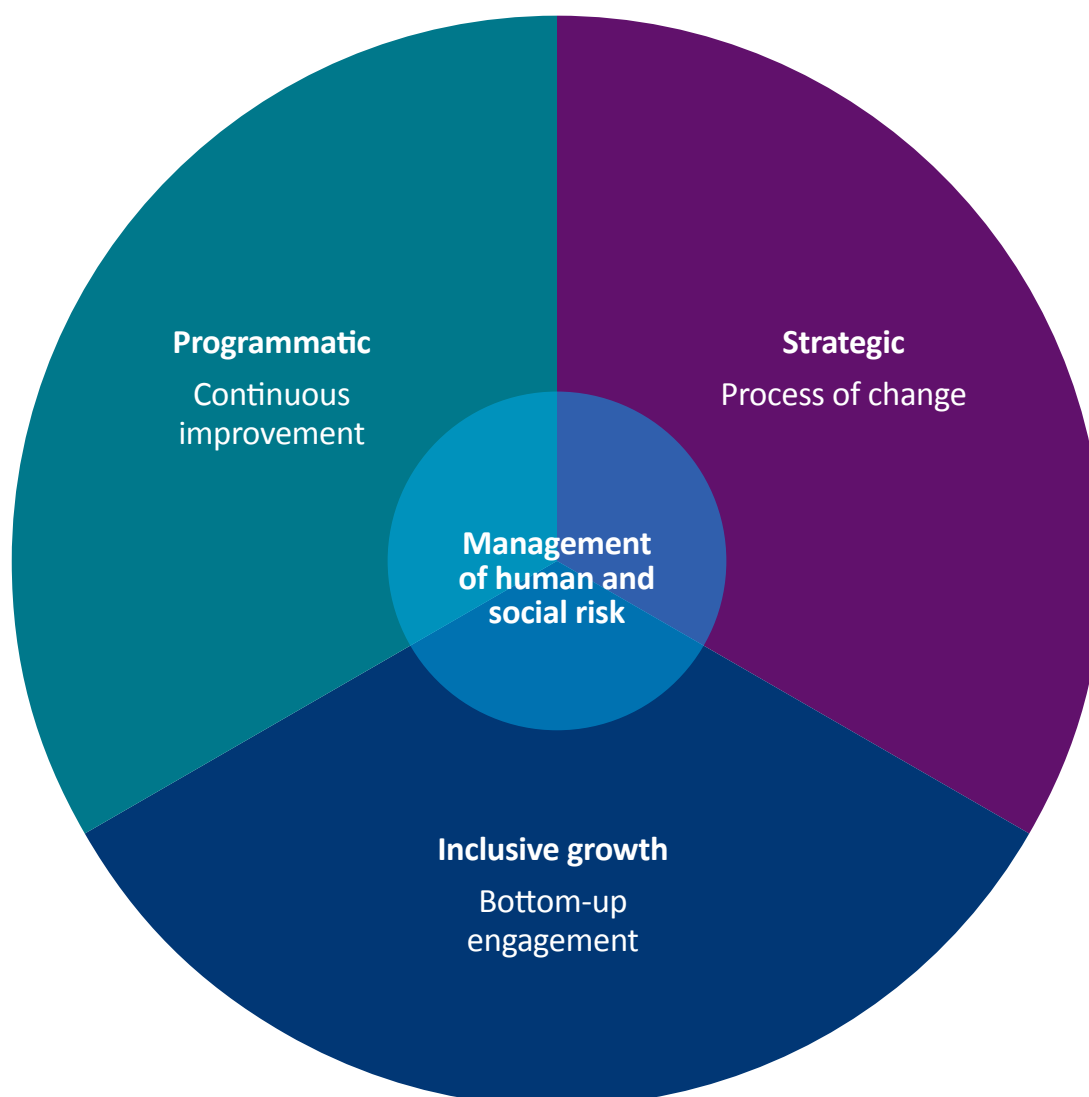 Programmatic
Continuous
improvement
Strategic
Process of change
Management
of human and
social risk
Inclusive growth
Bottom-up
engagement